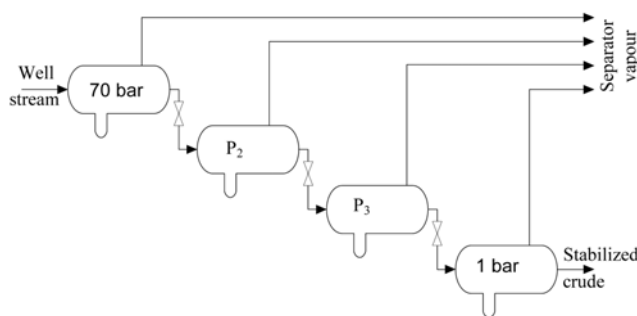 Well
stream
70 bar
P₂
P₃
1 bar
Stabilized
crude
Separator
vapour